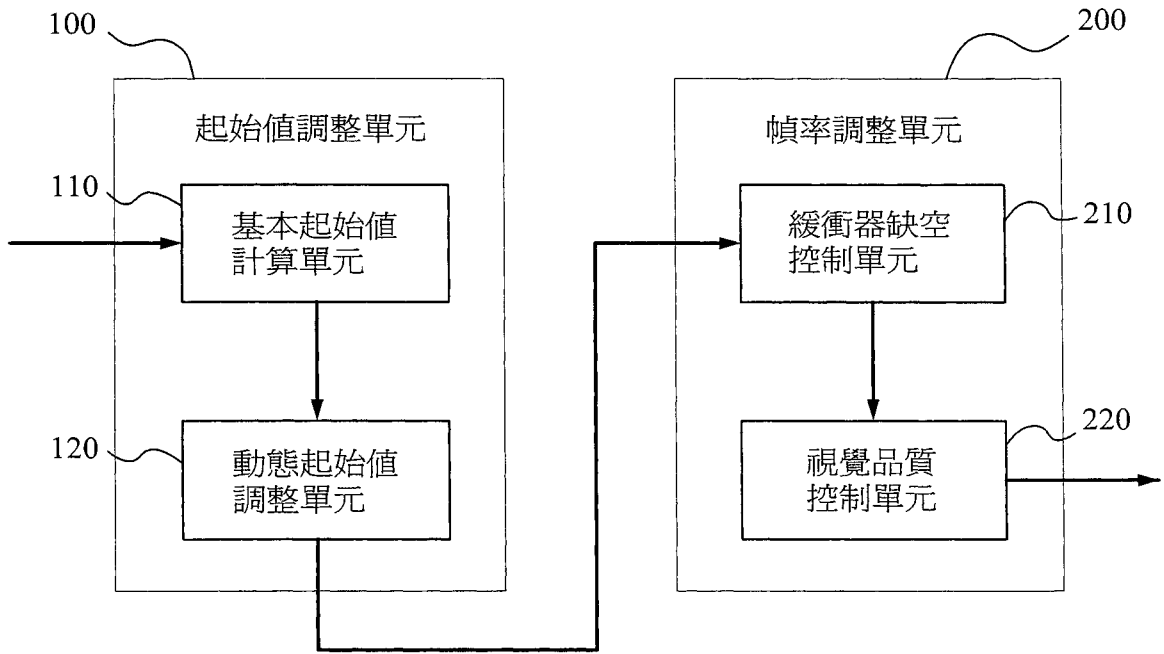 100
起始值調整單元
110
基本起始值
計算單元
120
動態起始值
調整單元
200
幀率調整單元
緩衝器缺空
控制單元
210
視覺品質
控制單元
220